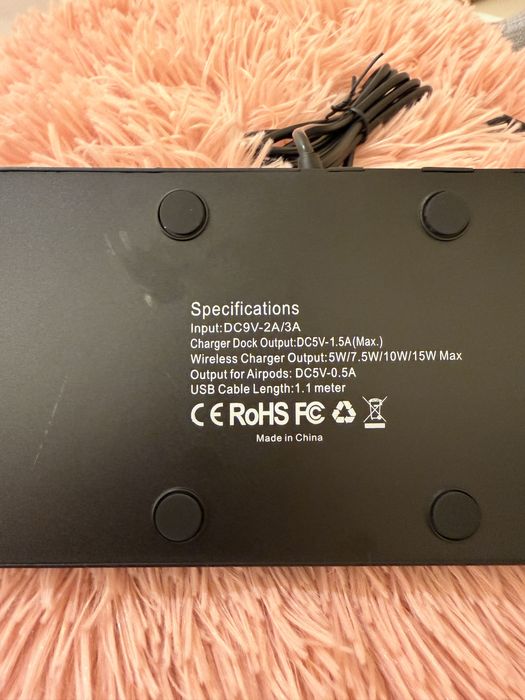 Specifications
Input:DC9V-2A/3A
Charger Dock Output:DC5V-1.5A(Max.)
Wireless Charger Output:5W/7.5W/10W/15W Max
Output for Airpods: DC5V-0.5A
USB Cable Length:1.1 meter
CE RoHS FC
Made in China